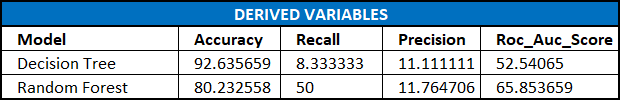 DERIVED VARIABLES
Model Accuracy Recall Precision Roc_Auc_Score
Decision Tree 92.635659 8.333333 11.111111 52.54065
Random Forest 80.232558 50 11.764706 65.853659